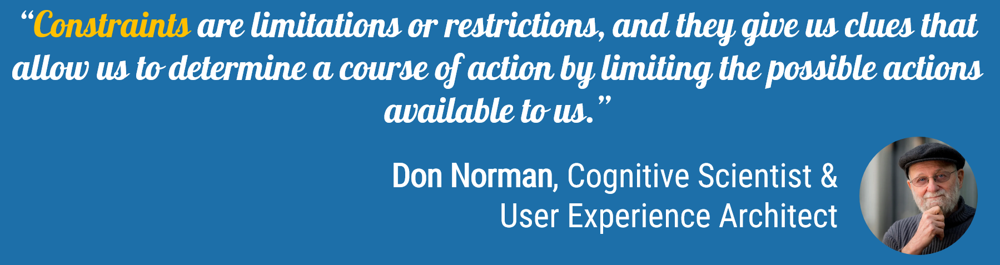 “Constraints are limitations or restrictions, and they give us clues that
allow us to determine a course of action by limiting the possible actions
available to us.”
Don Norman, Cognitive Scientist &
User Experience Architect